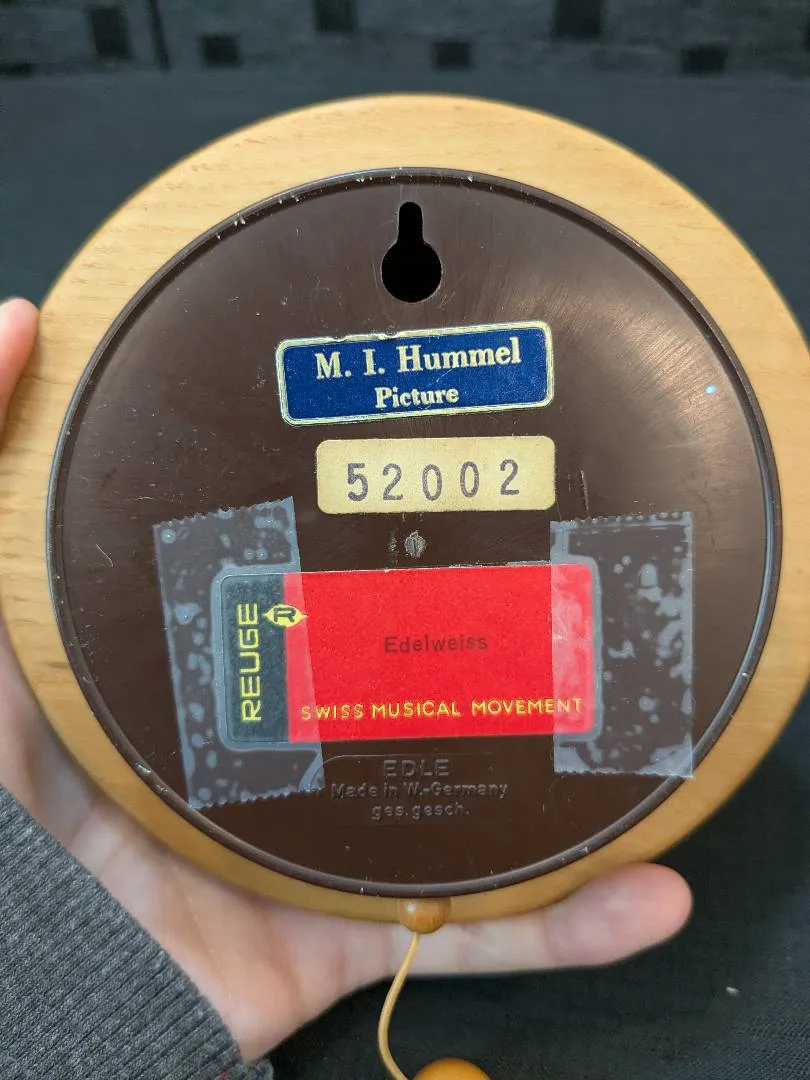 M. I. Hummel
Picture
52002
REUGE
R
Edelweiss
SWISS MUSICAL MOVEMENT
EDLE
Made in W.-Germany
ges.gesch.